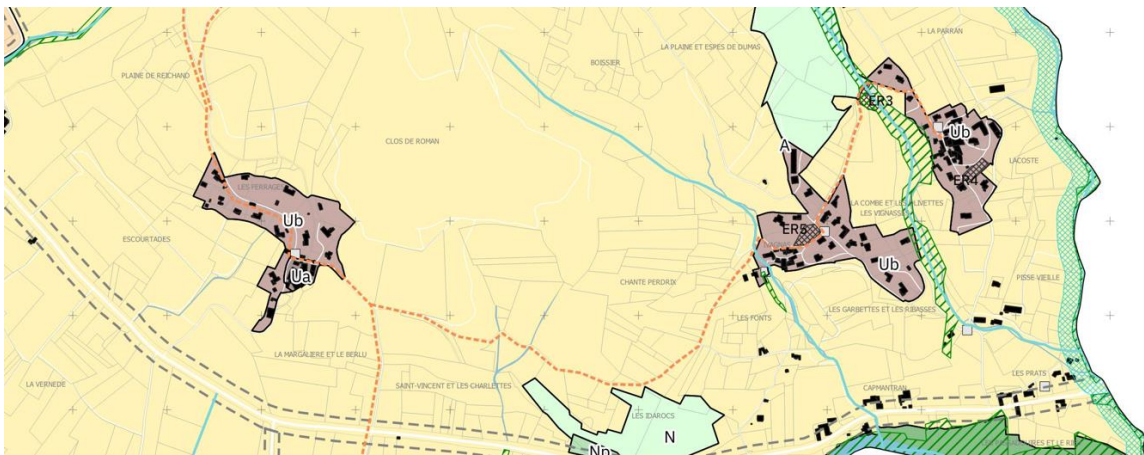 LA PARRAN
LA PLAINE ET ESPES DE DUMAS
BOISSIER
PLAINE DE REICHAND
ER3
CLOS DE ROMAN
Ub
A
LACOSTE
ER4
LES FERRAGES
LA COMBE ET LES OLIVETTES
LES VIGNASSES
Ub
ER5
VAGNAS
ESCOURTADES
Ub
Ua
PISSE VIEILLE
CHANTE PERDRIX
LES GARBETTES ET LES RIBASSES
LES FONTS
LA MARGALIERE ET LE BERLU
LES PRATS
LA VERNEDE
SAINT-VINCENT ET LES CHARLETTES
CAPMANTRAN
LES IDAROCS
N
Np